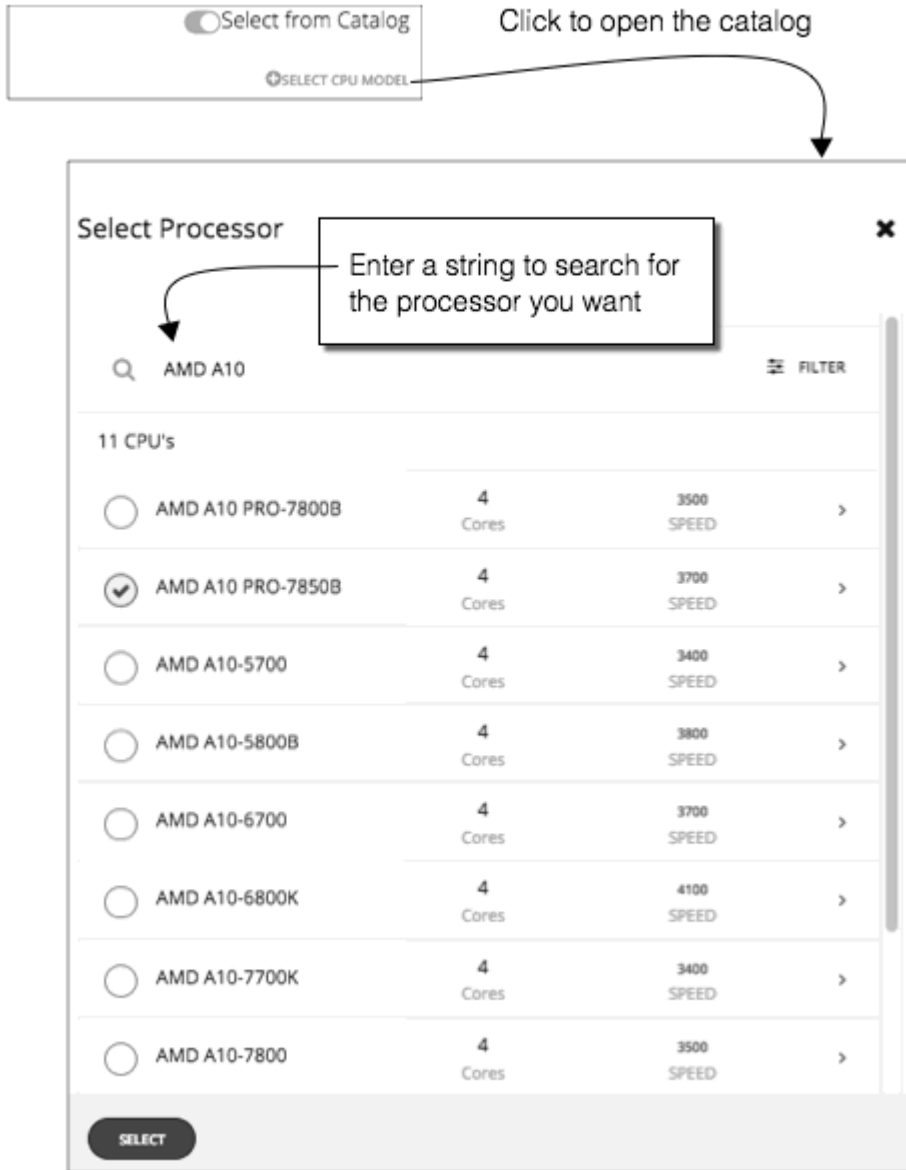 Select from Catalog
Click to open the catalog
SELECT CPU MODEL
Select Processor
Enter a string to search for
the processor you want
AMD A10
FILTER
11 CPU's
AMD A10 PRO-7800B 4 3500
Cores SPEED
AMD A10 PRO-7850B 4 3700
Cores SPEED
AMD A10-5700 4 3400
Cores SPEED
AMD A10-5800B 4 3800
Cores SPEED
AMD A10-6700 4 3700
Cores SPEED
AMD A10-6800K 4 4100
Cores SPEED
AMD A10-7700K 4 3400
Cores SPEED
AMD A10-7800 4 3500
Cores SPEED
SELECT